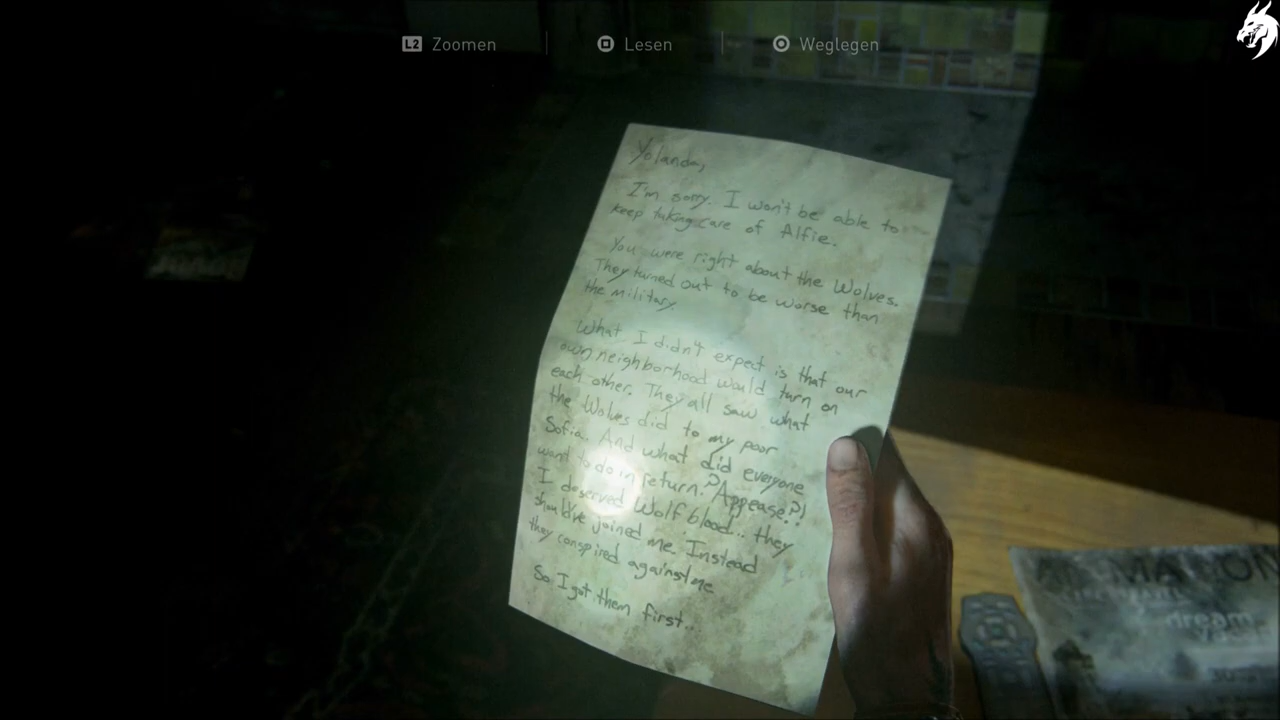 L2 Zoomen
Lesen
Weglegen
Yolanda,
I'm sorry. I won't be able to
keep taking care of Alfie.
You were right about the Wolves.
They turned out to be worse than
the military.
What I didn't expect is that our
own neighborhood would turn on
each other. They all saw what
the Wolves did to my poor
Sofia. And what did everyone
want to do in return? Appease?!
I deserved Wolf blood... they
should've joined me. Instead
they conspired against me
So I got them first...
dream